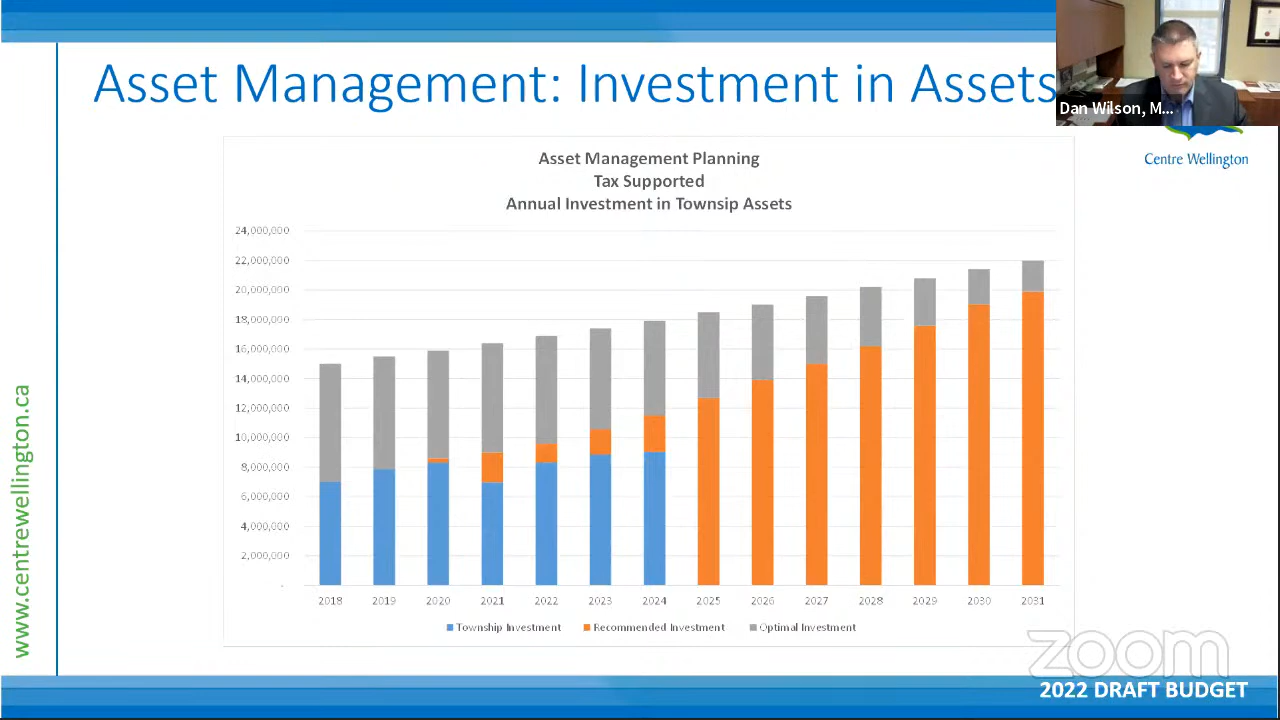 Asset Management: Investment in Assets
Dan Wilson, M...
Centre Wellington
Asset Management Planning
Tax Supported
Annual Investment in Townsip Assets
24,000,000
22,000,000
20,000,000
18,000,000
16,000,000
14,000,000
12,000,000
10,000,000
8,000,000
6,000,000
4,000,000
2,000,000
-
2018 2019 2020 2021 2022 2023 2024 2025 2026 2027 2028 2029 2030 2031
Township Investment Recommended Investment Optimal Investment
www.centrewellington.ca
zoom
2022 DRAFT BUDGET